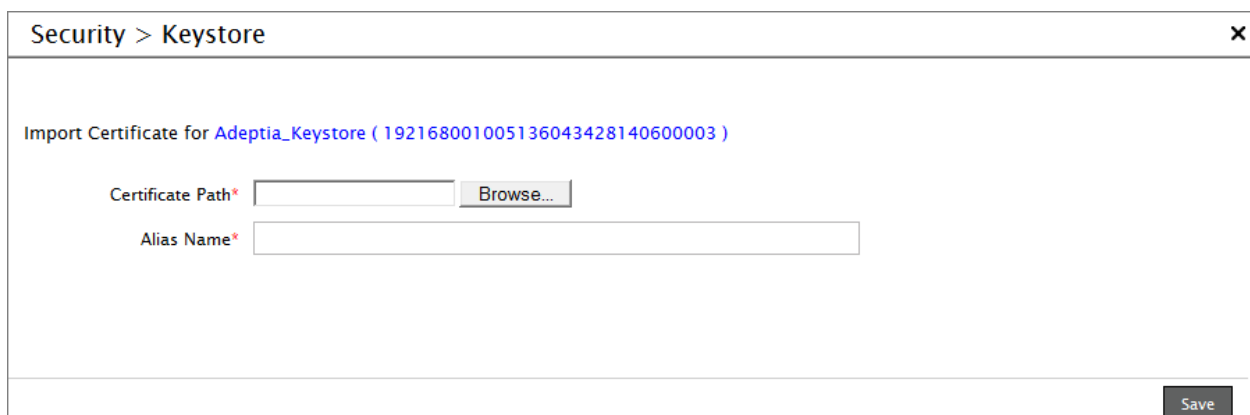 Security > Keystore
Import Certificate for Adeptia_Keystore ( 192168001005136043428140600003 )
Certificate Path* Browse...
Alias Name*
Save